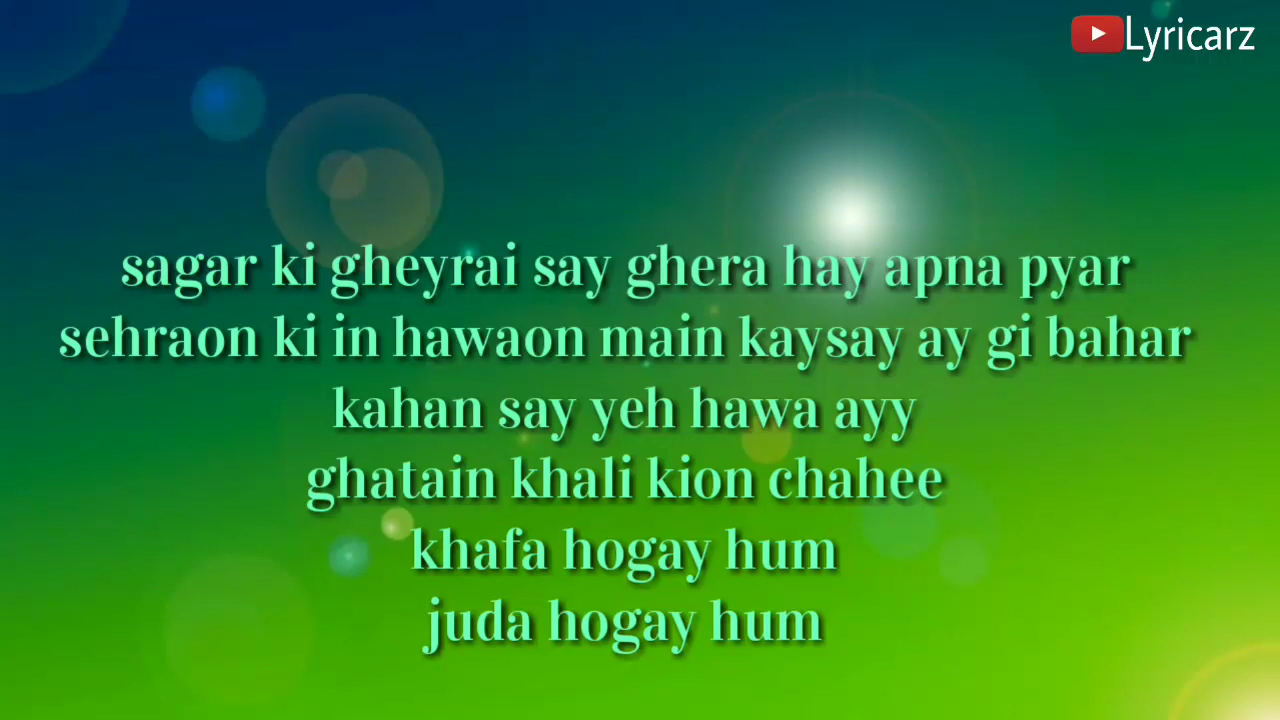 Lyricarz
sagar ki gheyrai say ghera hay apna pyar
sehraon ki in hawaon main kaysay ay gi bahar
kahan say yeh hawa ayy
ghatain khali kion chahee
khafa hogay hum
juda hogay hum